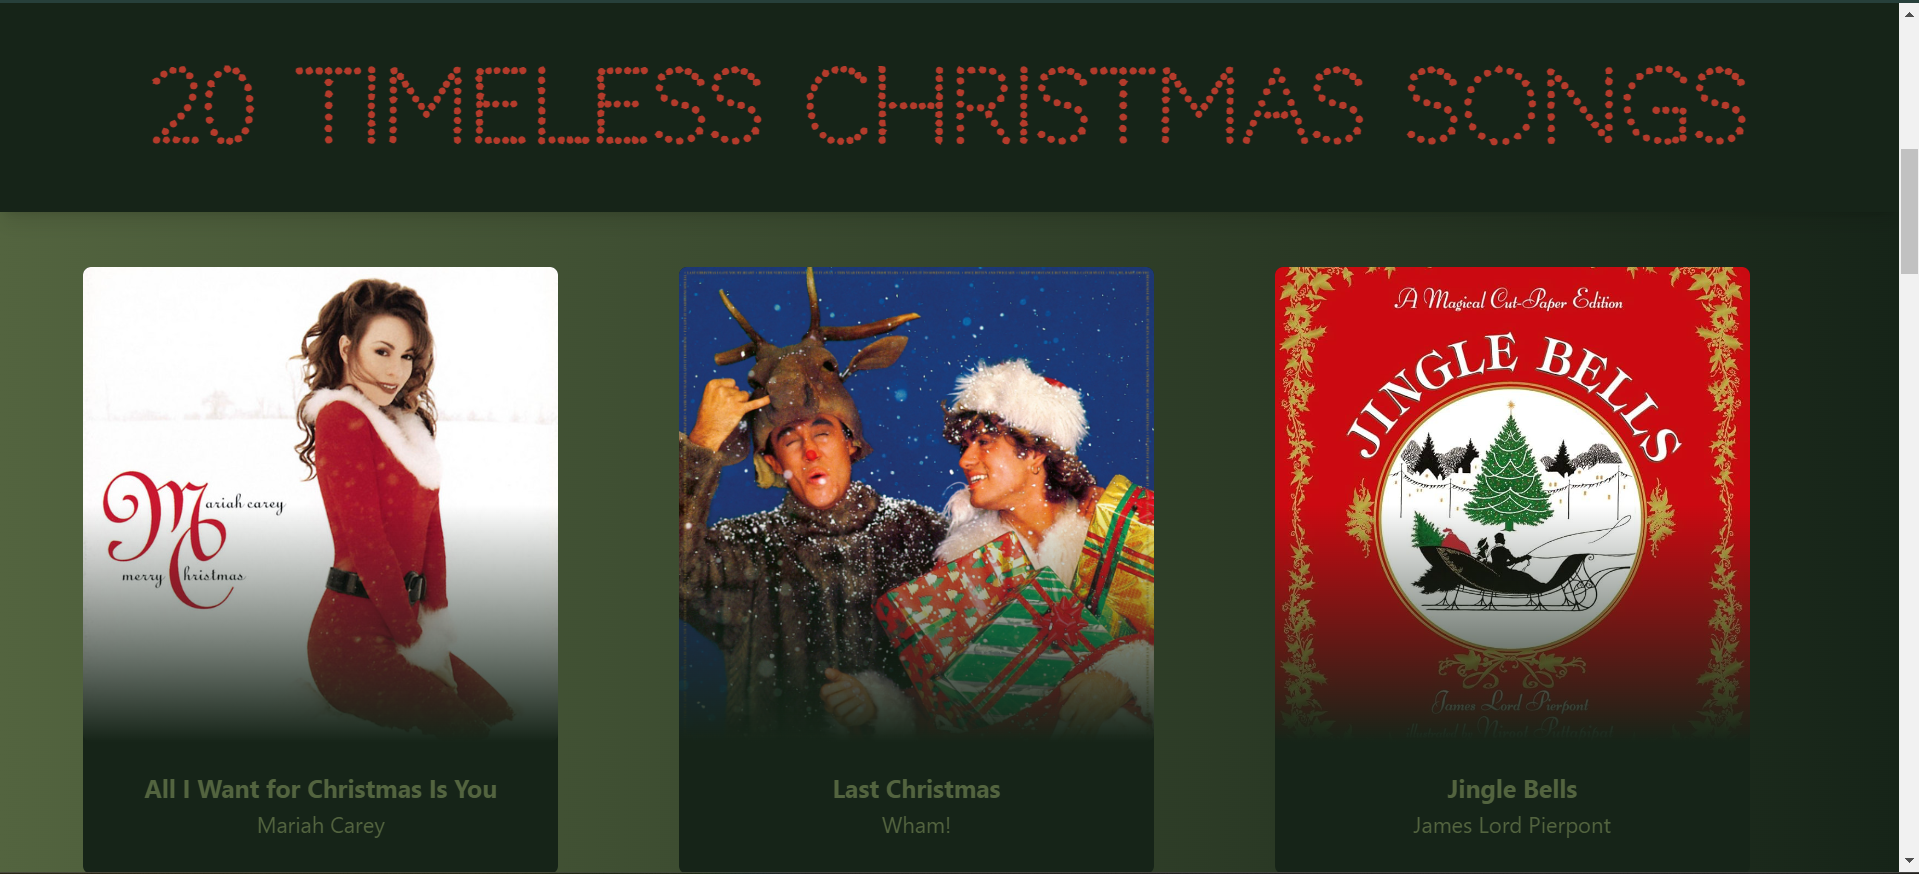 20 TIMELESS CHRISTMAS SONGS
Mariah carey
merry Christmas
All I Want for Christmas Is You
Mariah Carey
Last Christmas
Wham!
A Magical Cut-Paper Edition
JINGLE BELLS
James Lord Pierpont
Jingle Bells
James Lord Pierpont